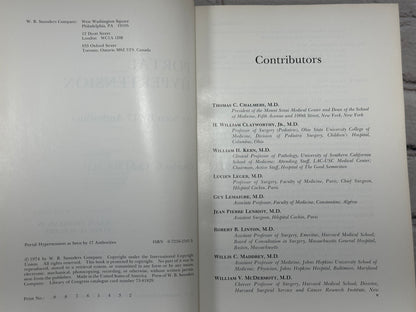 W. B. Saunders Company:
West Washington Square
Philadelphia, PA 19105
12 Dyott Street
London WC1A 1DB
833 Oxford Street
Toronto, Ontario M8Z 5T9, Canada
Portal Hypertension as Seen by 17 Authorities
ISBN
© 1974 by W. B. Saunders Company. Copyright under the International Copyright
Union. All rights reserved. This book is protected by copyright. No part of it may be
reproduced, stored in a retrieval system, or transmitted in any form or by any means,
electronic, mechanical, photocopying, recording, or otherwise, without written permission
from the publisher. Made in the United States of America. Press of W. B. Saunders
Company. Library of Congress catalog card number
Print No.: 9 8 7 6 5 4 3 2
Contributors
THOMAS C. CHALMERS, M.D.
President of the Mount Sinai Medical Center and Dean of the School
of Medicine, Fifth Avenue and 100th Street, New York, New York
H. WILLIAM CLATWORTHY, JR., M.D.
Professor of Surgery (Pediatrics), Ohio State University College of
Medicine; Division of Pediatric Surgery, Children's Hospital,
Columbus, Ohio
WILLIAM H. KERN, M.D.
Clinical Professor of Pathology, University of Southern California
School of Medicine; Attending Staff, LAC-USC Medical Center;
Chairman, Active Staff, Hospital of The Good Samaritan
LUCIEN LEGER, M.D.
Professor of Surgery, Faculty of Medicine, Paris; Chief Surgeon,
Hôpital Cochin, Paris
GUY LEMAIGRE, M.D.
Associate Professor, Faculty of Medicine, Constantine, Algeria
JEAN PIERRE LENRIOT, M.D.
Assistant Surgeon, Hôpital Cochin, Paris
ROBERT R. LINTON, M.D.
Assistant Professor of Surgery, Emeritus, Harvard Medical School;
Board of Consultation in Surgery, Massachusetts General Hospital,
Boston, Massachusetts
WILLIS C. MADDREY, M.D.
Associate Professor of Medicine, Johns Hopkins University School of
Medicine; Physician, Johns Hopkins Hospital, Baltimore, Maryland
WILLIAM V. MCDERMOTT, M.D.
Cheever Professor of Surgery, Harvard Medical School; Director,
Harvard Surgical Service and Cancer Research Institute, New
v